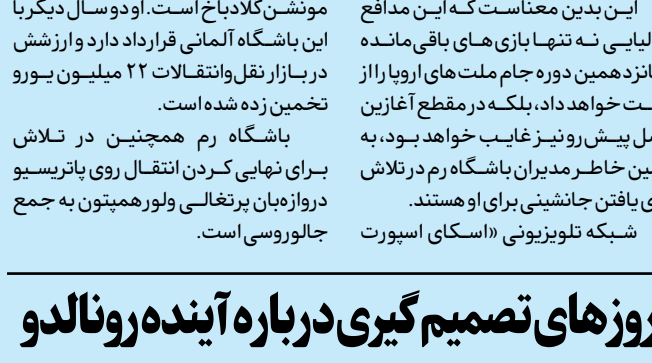 این بدین معناست که این مدافع
نه تنها بازی‌های باقی‌مانده
دوره جام ملت‌های اروپا را از
خواهد داد، بلکه در مقطع آغازین
پیش‌رو نیز غایب خواهد بود، به
خاطر مدیران باشگاه رم در تلاش
یافتن جانشینی برای او هستند.
شبکه تلویزیونی «اسکای اسپورت
مونشن‌گلادباخ است. او دو سال دیگر با
این باشگاه آلمانی قرارداد دارد و ارزشش
در بازار نقل‌وانتقالات ۲۲ میلیون یورو
تخمین زده شده است.
باشگاه رم همچنین در تلاش
برای نهایی کردن انتقال روی پاتریسیو
دروازه‌بان پرتغالی ولورهمپتون به جمع
جالوروسی است.
روزهای تصمیم‌گیری درباره آینده رونالدو